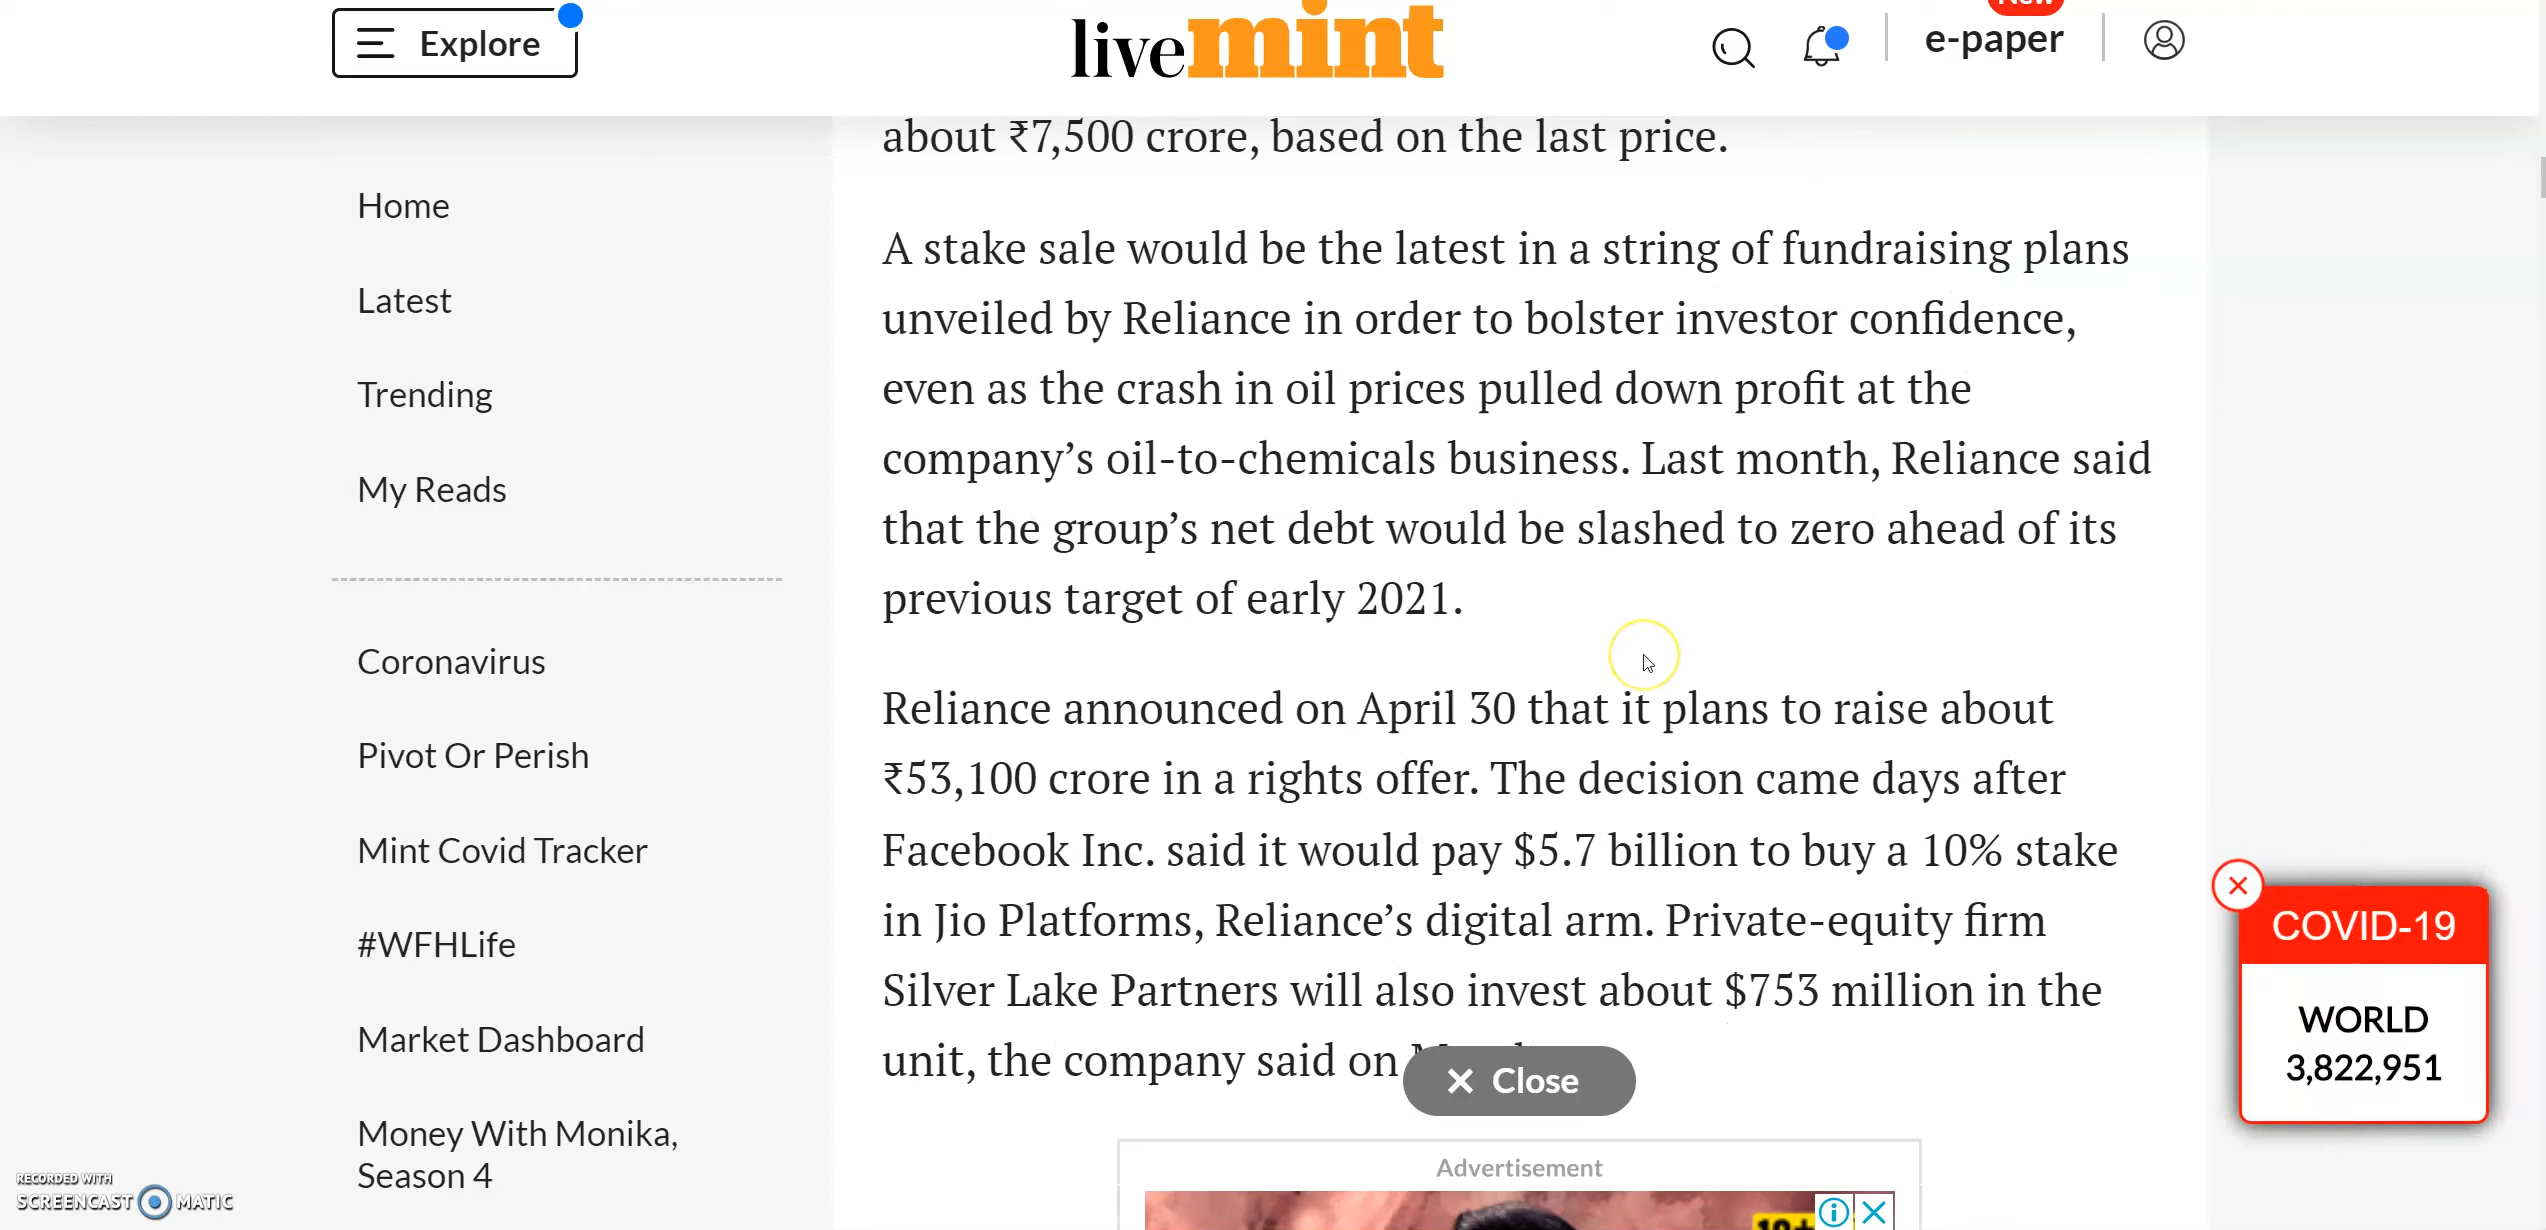 Explore
livemint
New
e-paper
about ₹7,500 crore, based on the last price.
A stake sale would be the latest in a string of fundraising plans
unveiled by Reliance in order to bolster investor confidence,
even as the crash in oil prices pulled down profit at the
company’s oil-to-chemicals business. Last month, Reliance said
that the group’s net debt would be slashed to zero ahead of its
previous target of early 2021.
Reliance announced on April 30 that it plans to raise about
₹53,100 crore in a rights offer. The decision came days after
Facebook Inc. said it would pay $5.7 billion to buy a 10% stake
in Jio Platforms, Reliance’s digital arm. Private-equity firm
Silver Lake Partners will also invest about $753 million in the
unit, the company said on
Close
Advertisement
Home
Latest
Trending
My Reads
Coronavirus
Pivot Or Perish
Mint Covid Tracker
#WFHLife
Market Dashboard
Money With Monika,
Season 4
COVID-19
WORLD
3,822,951
RECORDED WITH
SCREENCAST MATIC